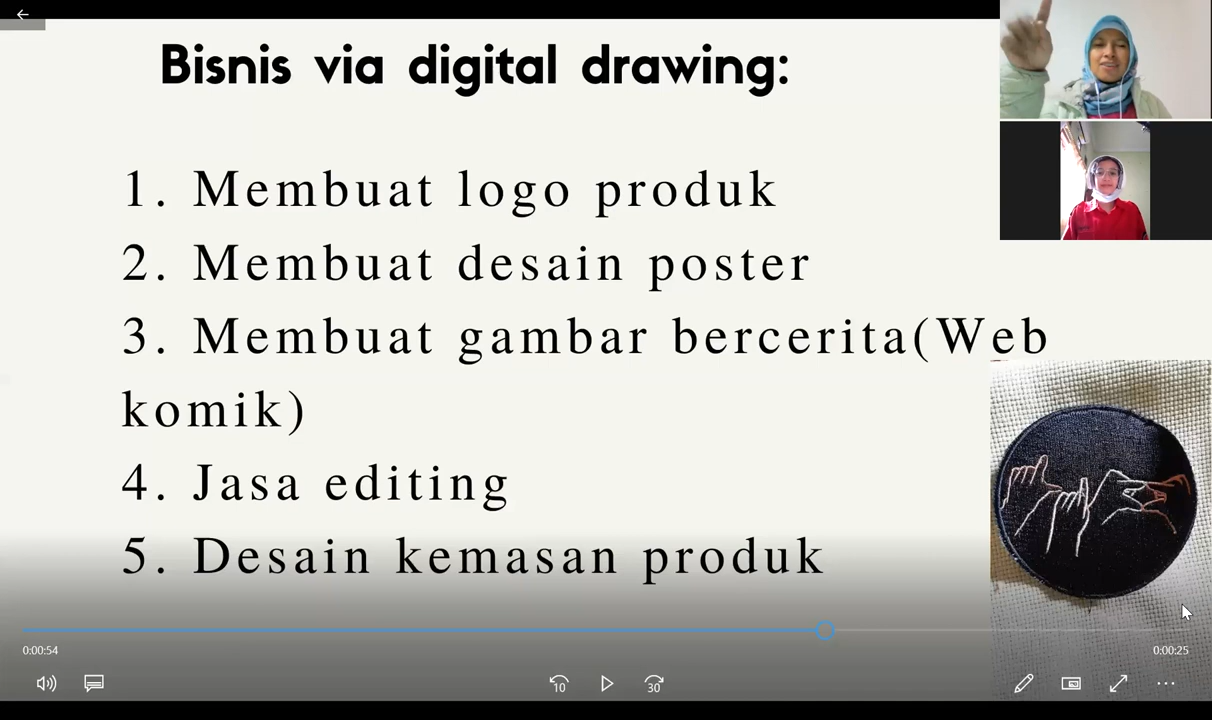 Bisnis via digital drawing:
1. Membuat logo produk
2. Membuat desain poster
3. Membuat gambar bercerita(Web
komik)
4. Jasa editing
5. Desain kemasan produk
0:00:54
0:00:25
10
30